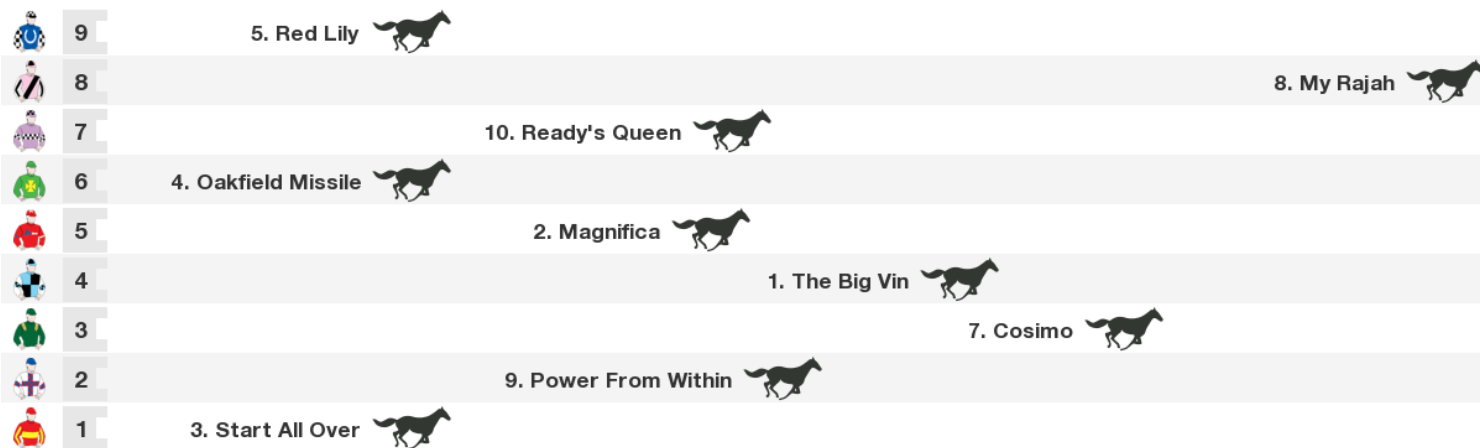 9 5. Red Lily
8 8. My Rajah
7 10. Ready's Queen
6 4. Oakfield Missile
5 2. Magnifica
4 1. The Big Vin
3 7. Cosimo
2 9. Power From Within
1 3. Start All Over